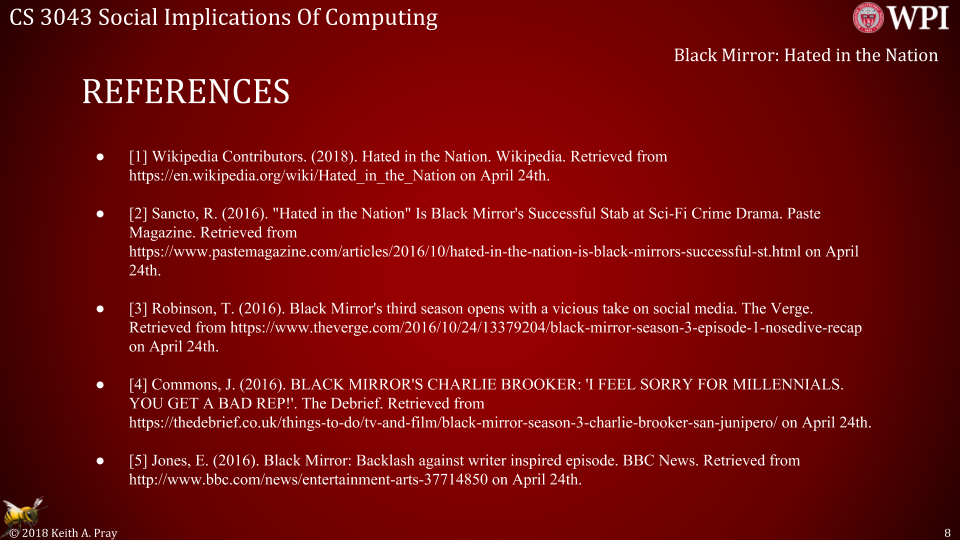 CS 3043 Social Implications Of Computing
WPI
Black Mirror: Hated in the Nation
REFERENCES
● [1] Wikipedia Contributors. (2018). Hated in the Nation. Wikipedia. Retrieved from
https://en.wikipedia.org/wiki/Hated_in_the_Nation on April 24th.
● [2] Sancto, R. (2016). "Hated in the Nation" Is Black Mirror's Successful Stab at Sci-Fi Crime Drama. Paste
Magazine. Retrieved from
https://www.pastemagazine.com/articles/2016/10/hated-in-the-nation-is-black-mirrors-successful-st.html on April
24th.
● [3] Robinson, T. (2016). Black Mirror's third season opens with a vicious take on social media. The Verge.
Retrieved from https://www.theverge.com/2016/10/24/13379204/black-mirror-season-3-episode-1-nosedive-recap
on April 24th.
● [4] Commons, J. (2016). BLACK MIRROR'S CHARLIE BROOKER: 'I FEEL SORRY FOR MILLENNIALS.
YOU GET A BAD REP!'. The Debrief. Retrieved from
https://thedebrief.co.uk/things-to-do/tv-and-film/black-mirror-season-3-charlie-brooker-san-junipero/ on April 24th.
● [5] Jones, E. (2016). Black Mirror: Backlash against writer inspired episode. BBC News. Retrieved from
http://www.bbc.com/news/entertainment-arts-37714850 on April 24th.
© 2018 Keith A. Pray
8